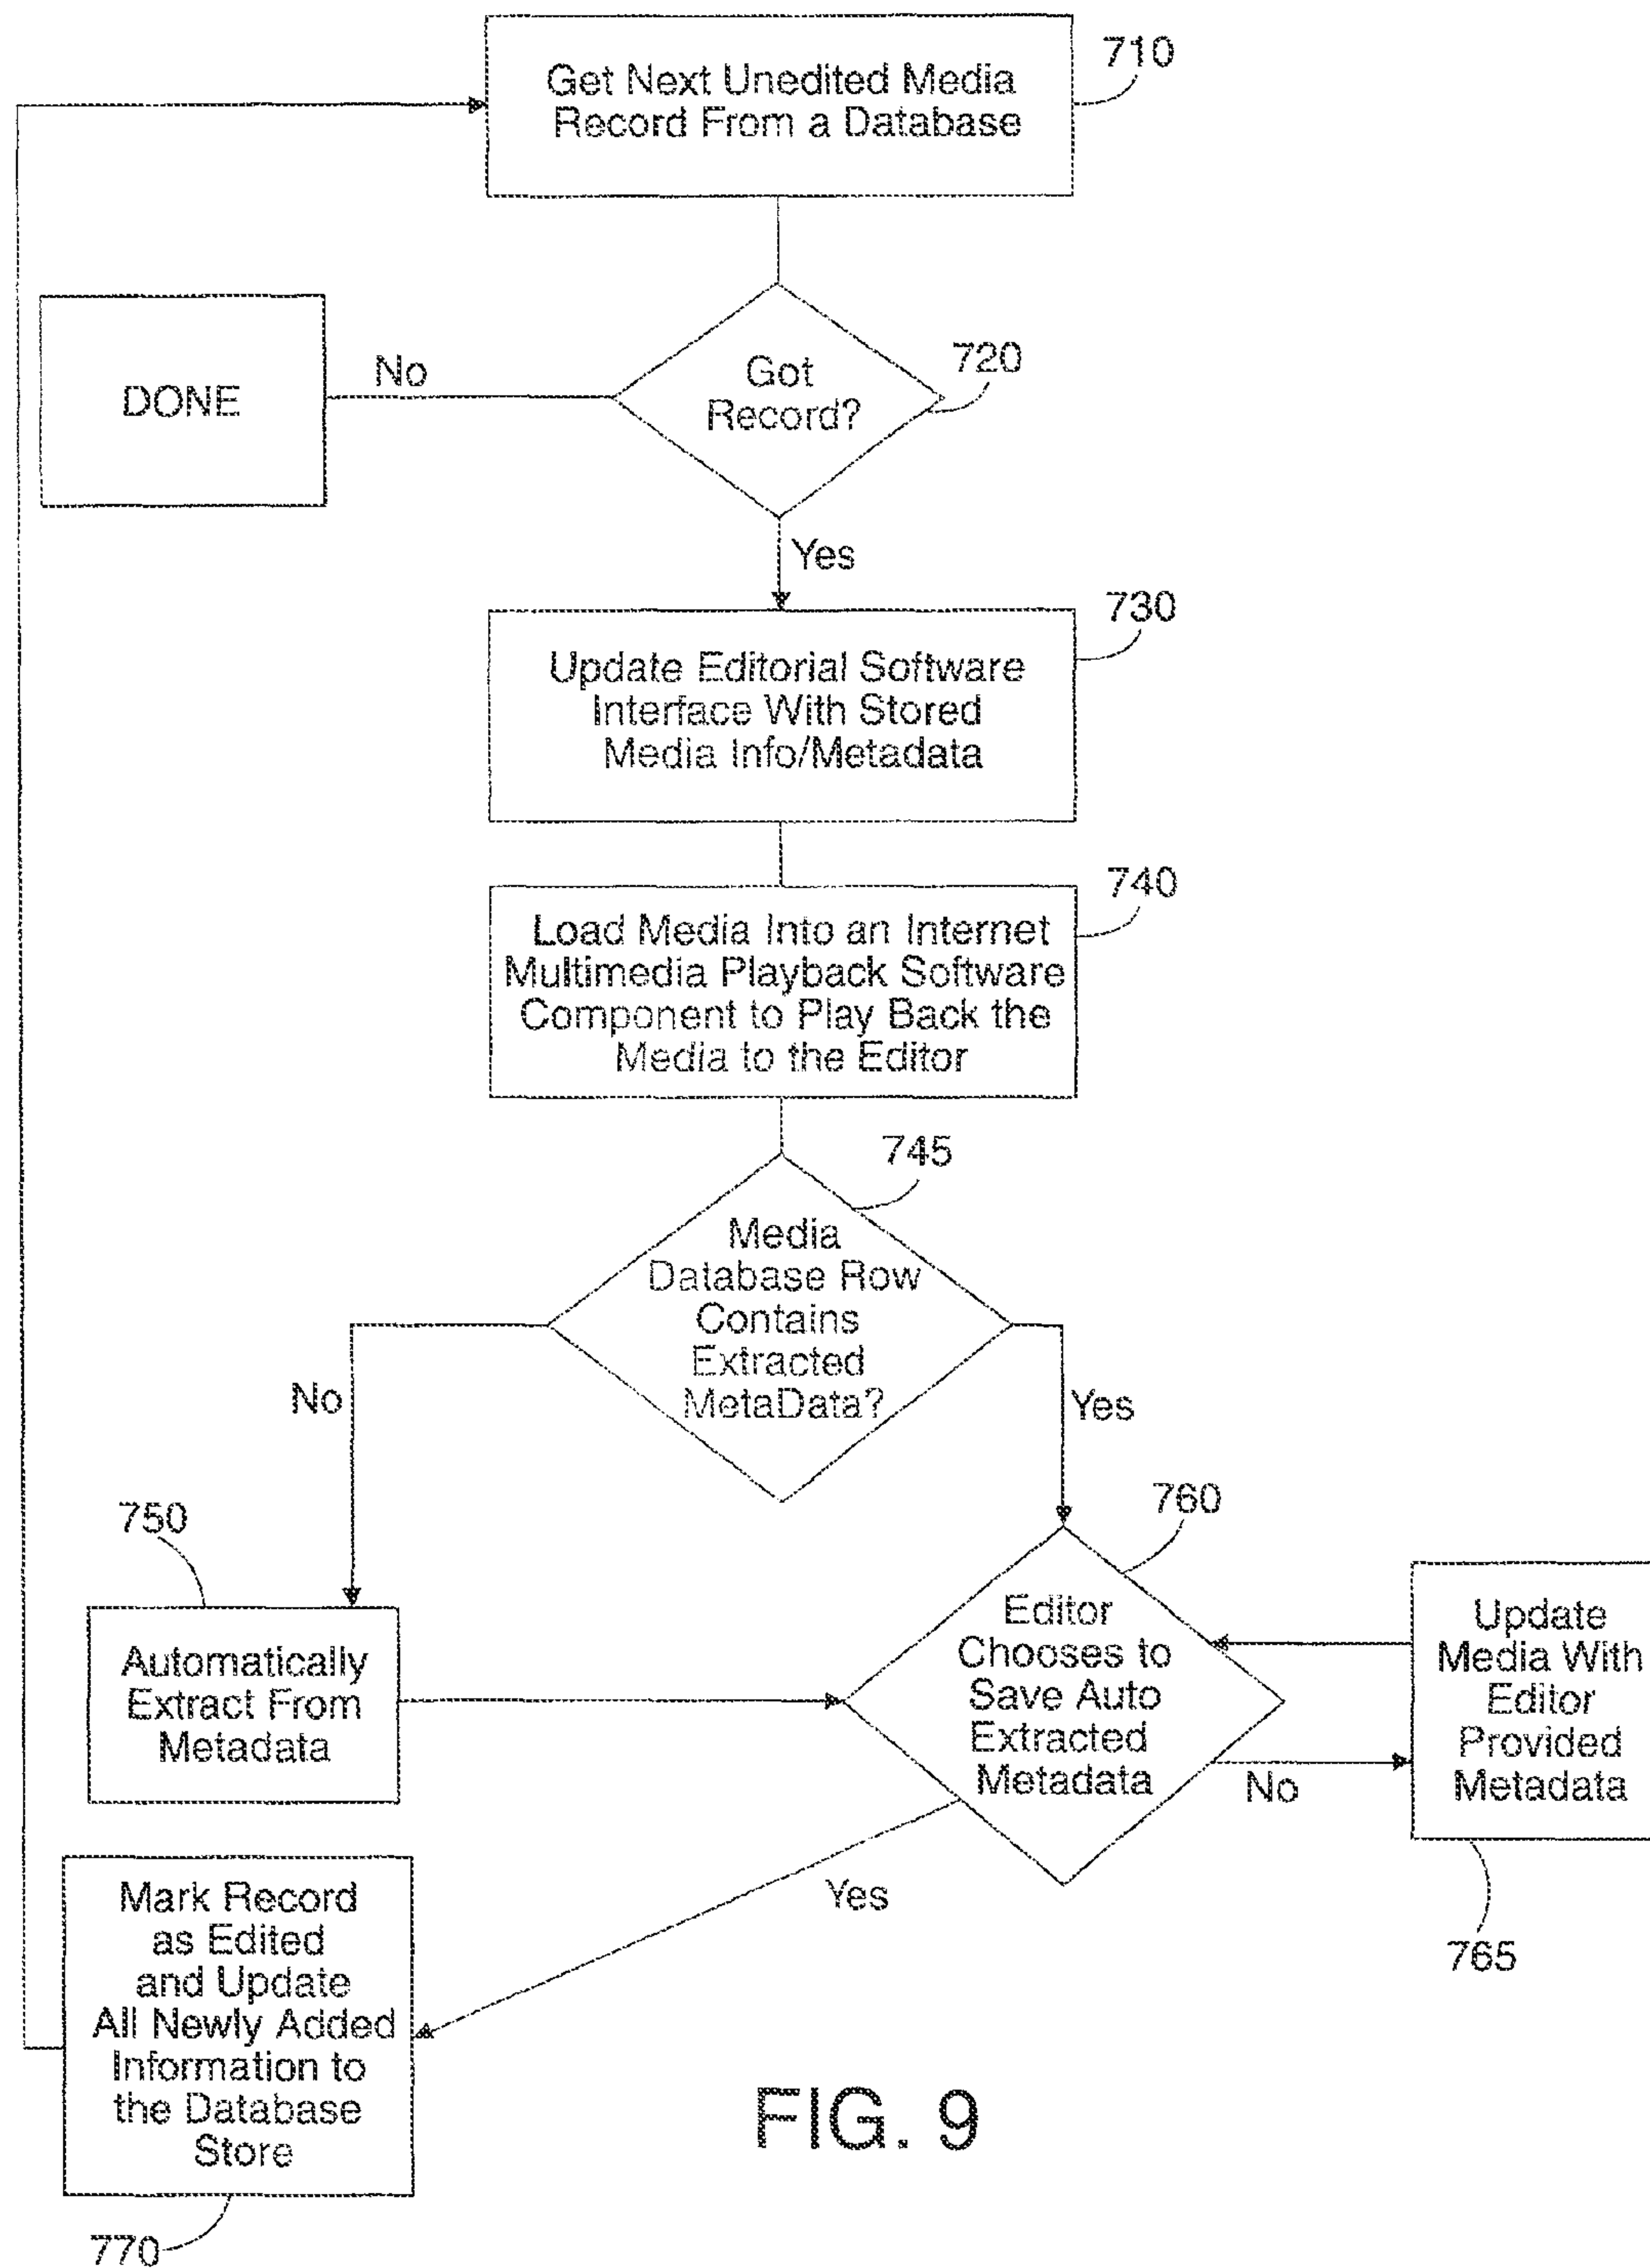 710
Get Next Unedited Media
Record From a Database
DONE
No
Got
Record?
720
Yes
730
Update Editorial Software
Interface With Stored
Media Info/Metadata
740
Load Media Into an Internet
Multimedia Playback Software
Component to Play Back the
Media to the Editor
745
Media
Database Row
Contains
Extracted
MetaData?
No
Yes
750
Automatically
Extract From
Metadata
760
Editor
Chooses to
Save Auto
Extracted
Metadata
No
Update
Media With
Editor
Provided
Metadata
765
Yes
Mark Record
as Edited
and Update
All Newly Added
Information to
the Database
Store
770
FIG. 9